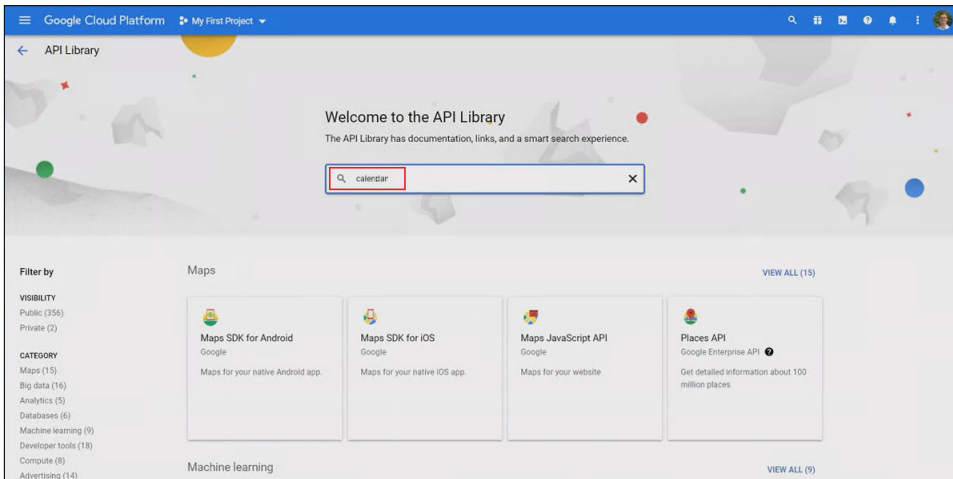 Google Cloud Platform My First Project
API Library
Welcome to the API Library
The API Library has documentation, links, and a smart search experience.
calendar
Filter by
VISIBILITY
Public (356)
Private (2)
CATEGORY
Maps (15)
Big data (16)
Analytics (5)
Databases (6)
Machine learning (9)
Developer tools (18)
Compute (8)
Advertising (14)
Maps
VIEW ALL (15)
Maps SDK for Android
Google
Maps for your native Android app.
Maps SDK for iOS
Google
Maps for your native iOS app.
Maps JavaScript API
Google
Maps for your website
Places API
Google Enterprise API
Get detailed information about 100
million places
Machine learning
VIEW ALL (9)